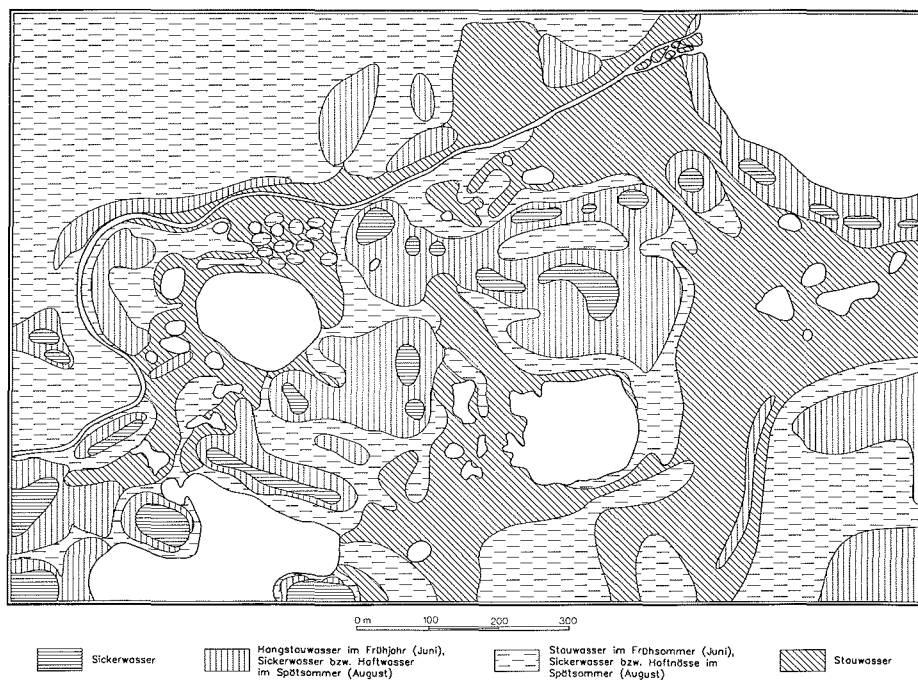 0 m 100 200 300
Sickerwasser
Hangstauwasser im Frühjahr (Juni),
Sickerwasser bzw. Haftwasser
im Spätsommer (August)
Stauwasser im Frühsommer (Juni),
Sickerwasser bzw. Haftnässe im
Spätsommer (August)
Stauwasser